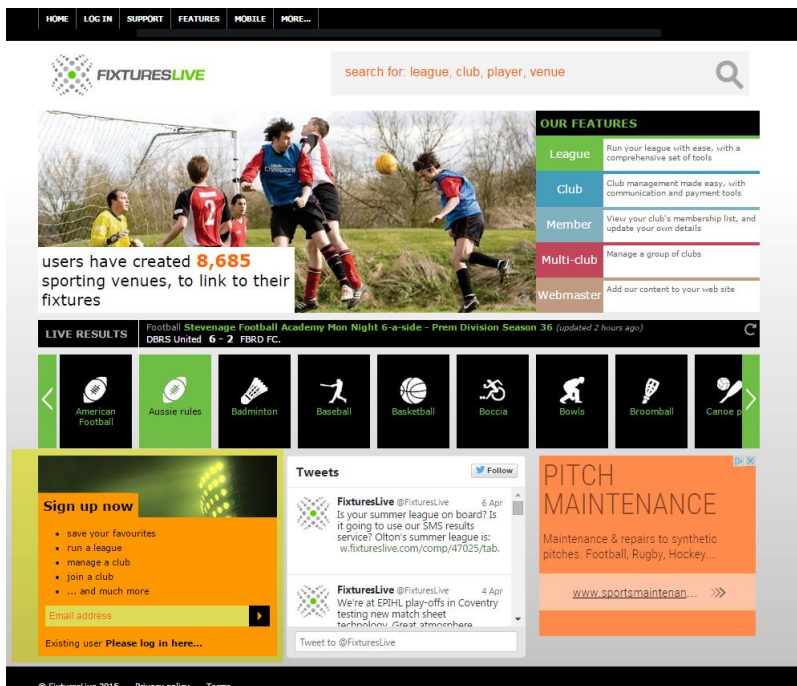 HOME LOG IN SUPPORT FEATURES MOBILE MORE...
FIXTURESLIVE
search for: league, club, player, venue
OUR FEATURES
League
Run your league with ease, with a
comprehensive set of tools
Club
Club management made easy, with
communication and payment tools
Member
View your club's membership list, and
update your own details
Multi-club
Manage a group of clubs
Webmaster
Add our content to your web site
users have created 8,685
sporting venues, to link to their
fixtures
LIVE RESULTS
Football Stevenage Football Academy Mon Night 6-a-side - Prem Division Season 36 (updated 2 hours ago)
DBRS United 6 - 2 FBRD FC.
American
Football
Aussie rules
Badminton
Baseball
Basketball
Boccia
Bowls
Broomball
Canoe p
Sign up now
• save your favourites
• run a league
• manage a club
• join a club
• ... and much more
Email address
Existing user Please log in here...
Tweets
Follow
FixturesLive @FixturesLive 6 Apr
Is your summer league on board? Is
it going to use our SMS results
service? Olton's summer league is:
w.fixtureslive.com/comp/47025/tab.
FixturesLive @FixturesLive 4 Apr
We're at EPIHL play-offs in Coventry
testing new match sheet
technology. Great atmosphere
Tweet to @FixturesLive
PITCH
MAINTENANCE
Maintenance & repairs to synthetic
pitches. Football, Rugby, Hockey...
www.sportsmaintenan...
© FixturesLive 2015 Privacy policy Terms